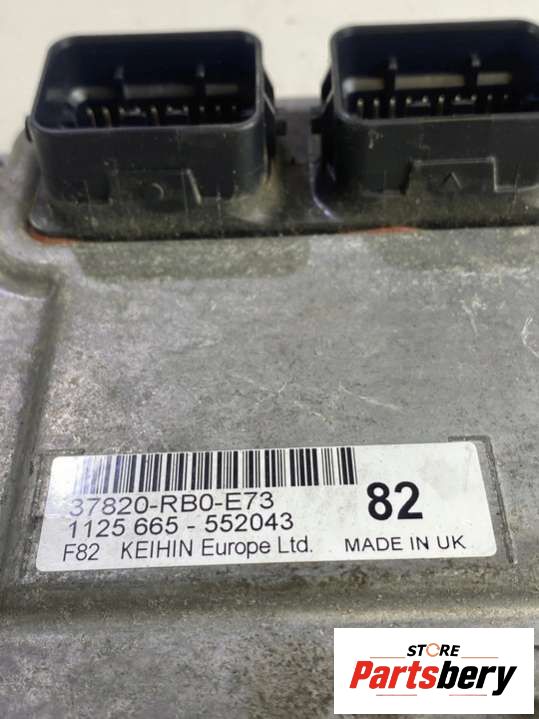 37820-RB0-E73
1125 665 - 552043
82
F82 KEIHIN Europe Ltd. MADE IN UK
STORE
Partsbery